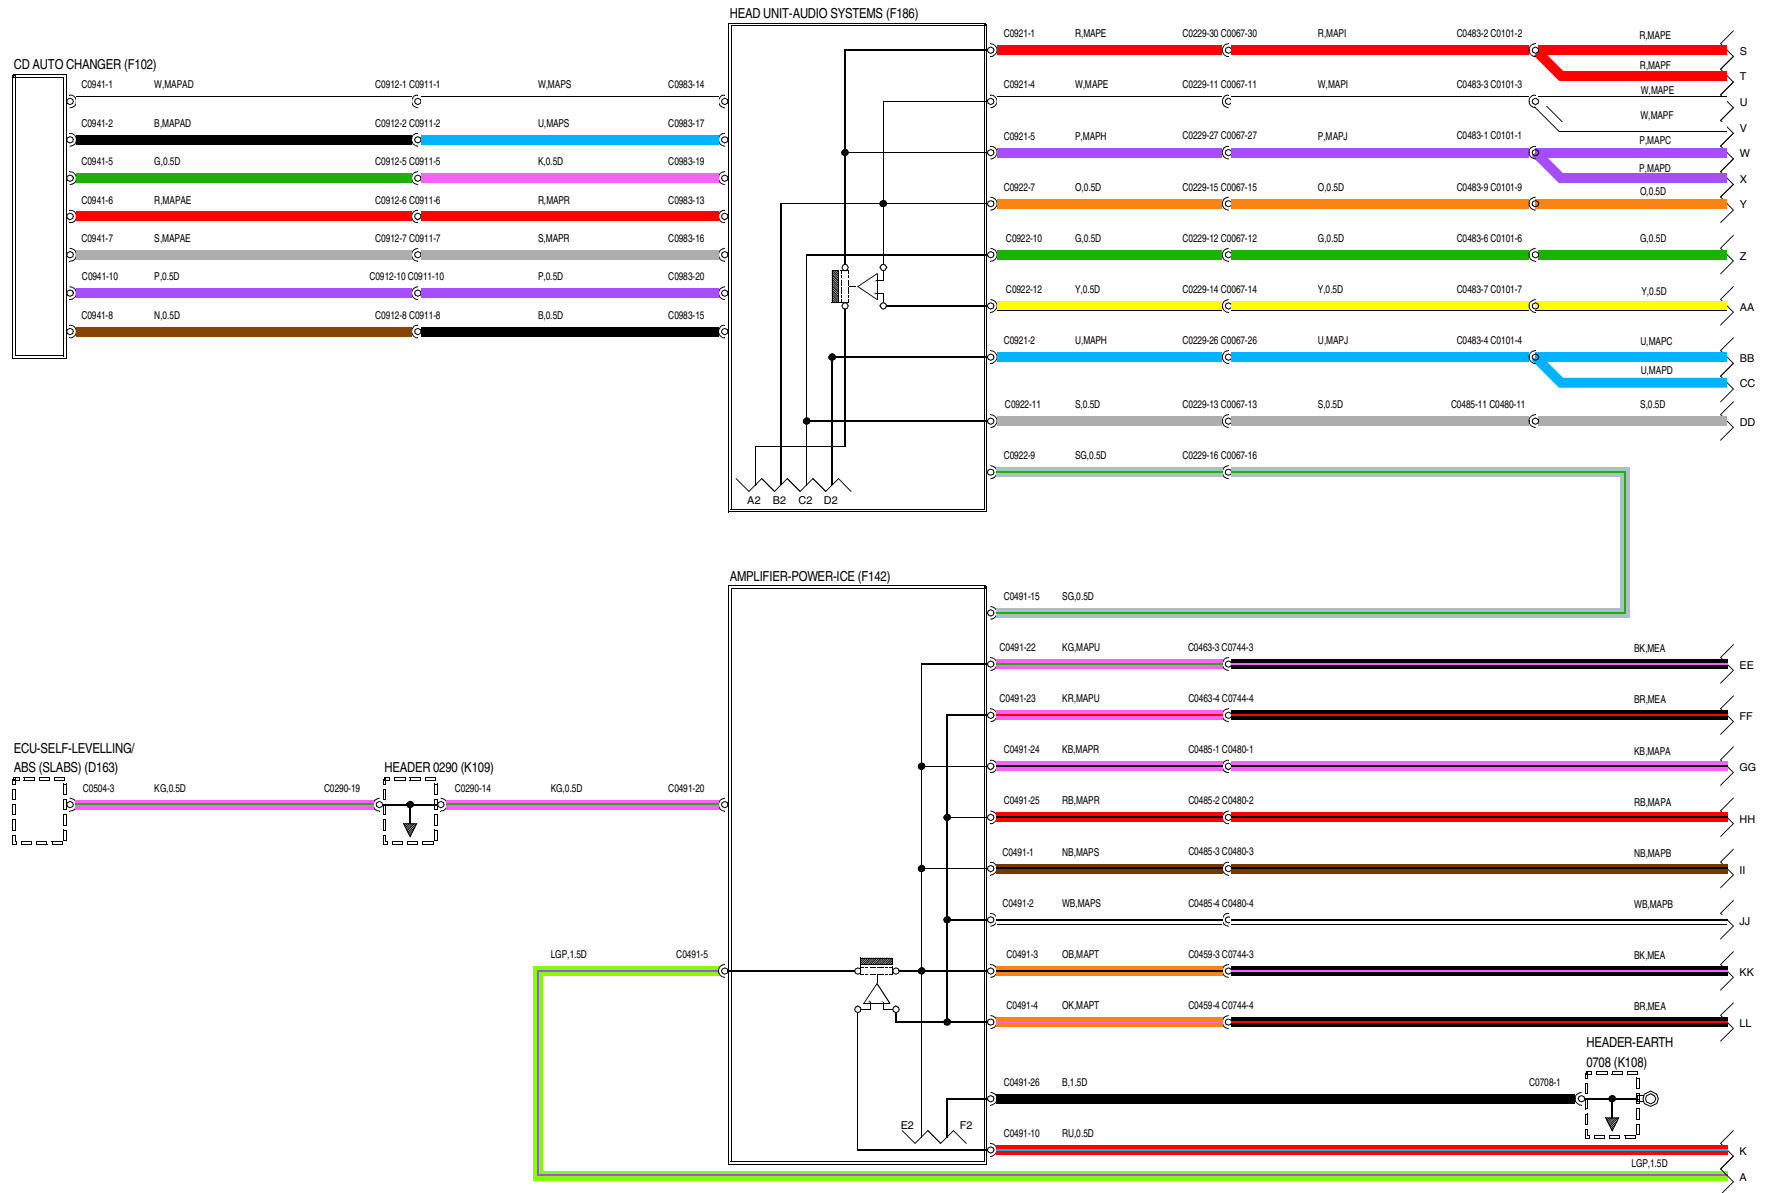 HEAD UNIT-AUDIO SYSTEMS (F186)
CD AUTO CHANGER (F102)
C0941-1 W,MAPAD C0912-1 C0911-1 W,MAPS C0983-14
C0941-2 B,MAPAD C0912-2 C0911-2 U,MAPS C0983-17
C0941-5 G,0.5D C0912-5 C0911-5 K,0.5D C0983-19
C0941-6 R,MAPAE C0912-6 C0911-6 R,MAPR C0983-13
C0941-7 S,MAPAE C0912-7 C0911-7 S,MAPR C0983-16
C0941-10 P,0.5D C0912-10 C0911-10 P,0.5D C0983-20
C0941-8 N,0.5D C0912-8 C0911-8 B,0.5D C0983-15
C0921-1 R,MAPE C0229-30 C0067-30 R,MAPI C0483-2 C0101-2 R,MAPE S
R,MAPF T
C0921-4 W,MAPE C0229-11 C0067-11 W,MAPI C0483-3 C0101-3 W,MAPE U
W,MAPF V
C0921-5 P,MAPH C0229-27 C0067-27 P,MAPJ C0483-1 C0101-1 P,MAPC W
P,MAPD X
C0922-7 O,0.5D C0229-15 C0067-15 O,0.5D C0483-9 C0101-9 O,0.5D Y
C0922-10 G,0.5D C0229-12 C0067-12 G,0.5D C0483-6 C0101-6 G,0.5D Z
C0922-12 Y,0.5D C0229-14 C0067-14 Y,0.5D C0483-7 C0101-7 Y,0.5D AA
C0921-2 U,MAPH C0229-26 C0067-26 U,MAPJ C0483-4 C0101-4 U,MAPC BB
U,MAPD CC
C0922-11 S,0.5D C0229-13 C0067-13 S,0.5D C0485-11 C0480-11 S,0.5D DD
C0922-9 SG,0.5D C0229-16 C0067-16
A2 B2 C2 D2
AMPLIFIER-POWER-ICE (F142)
C0491-15 SG,0.5D
C0491-22 KG,MAPU C0463-3 C0744-3 BK,MEA EE
C0491-23 KR,MAPU C0463-4 C0744-4 BR,MEA FF
C0491-24 KB,MAPR C0485-1 C0480-1 KB,MAPA GG
ECU-SELF-LEVELLING/
ABS (SLABS) (D163)
HEADER 0290 (K109)
C0504-3 KG,0.5D C0290-19 C0290-14 KG,0.5D C0491-20
C0491-25 RB,MAPR C0485-2 C0480-2 RB,MAPA HH
C0491-1 NB,MAPS C0485-3 C0480-3 NB,MAPB II
C0491-2 WB,MAPS C0485-4 C0480-4 WB,MAPB JJ
LGP,1.5D C0491-5
C0491-3 OB,MAPT C0459-3 C0744-3 BK,MEA KK
C0491-4 OK,MAPT C0459-4 C0744-4 BR,MEA LL
HEADER-EARTH
0708 (K108)
C0491-26 B,1.5D C0708-1
E2 F2
C0491-10 RU,0.5D K
LGP,1.5D A